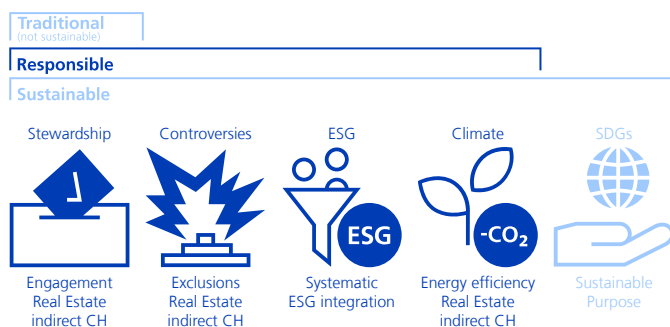 Traditional
(not sustainable)
Responsible
Sustainable
Stewardship
Controversies
ESG
Climate
SDGs
ESG
-CO₂
Engagement
Real Estate
indirect CH
Exclusions
Real Estate
indirect CH
Systematic
ESG integration
Energy efficiency
Real Estate
indirect CH
Sustainable
Purpose